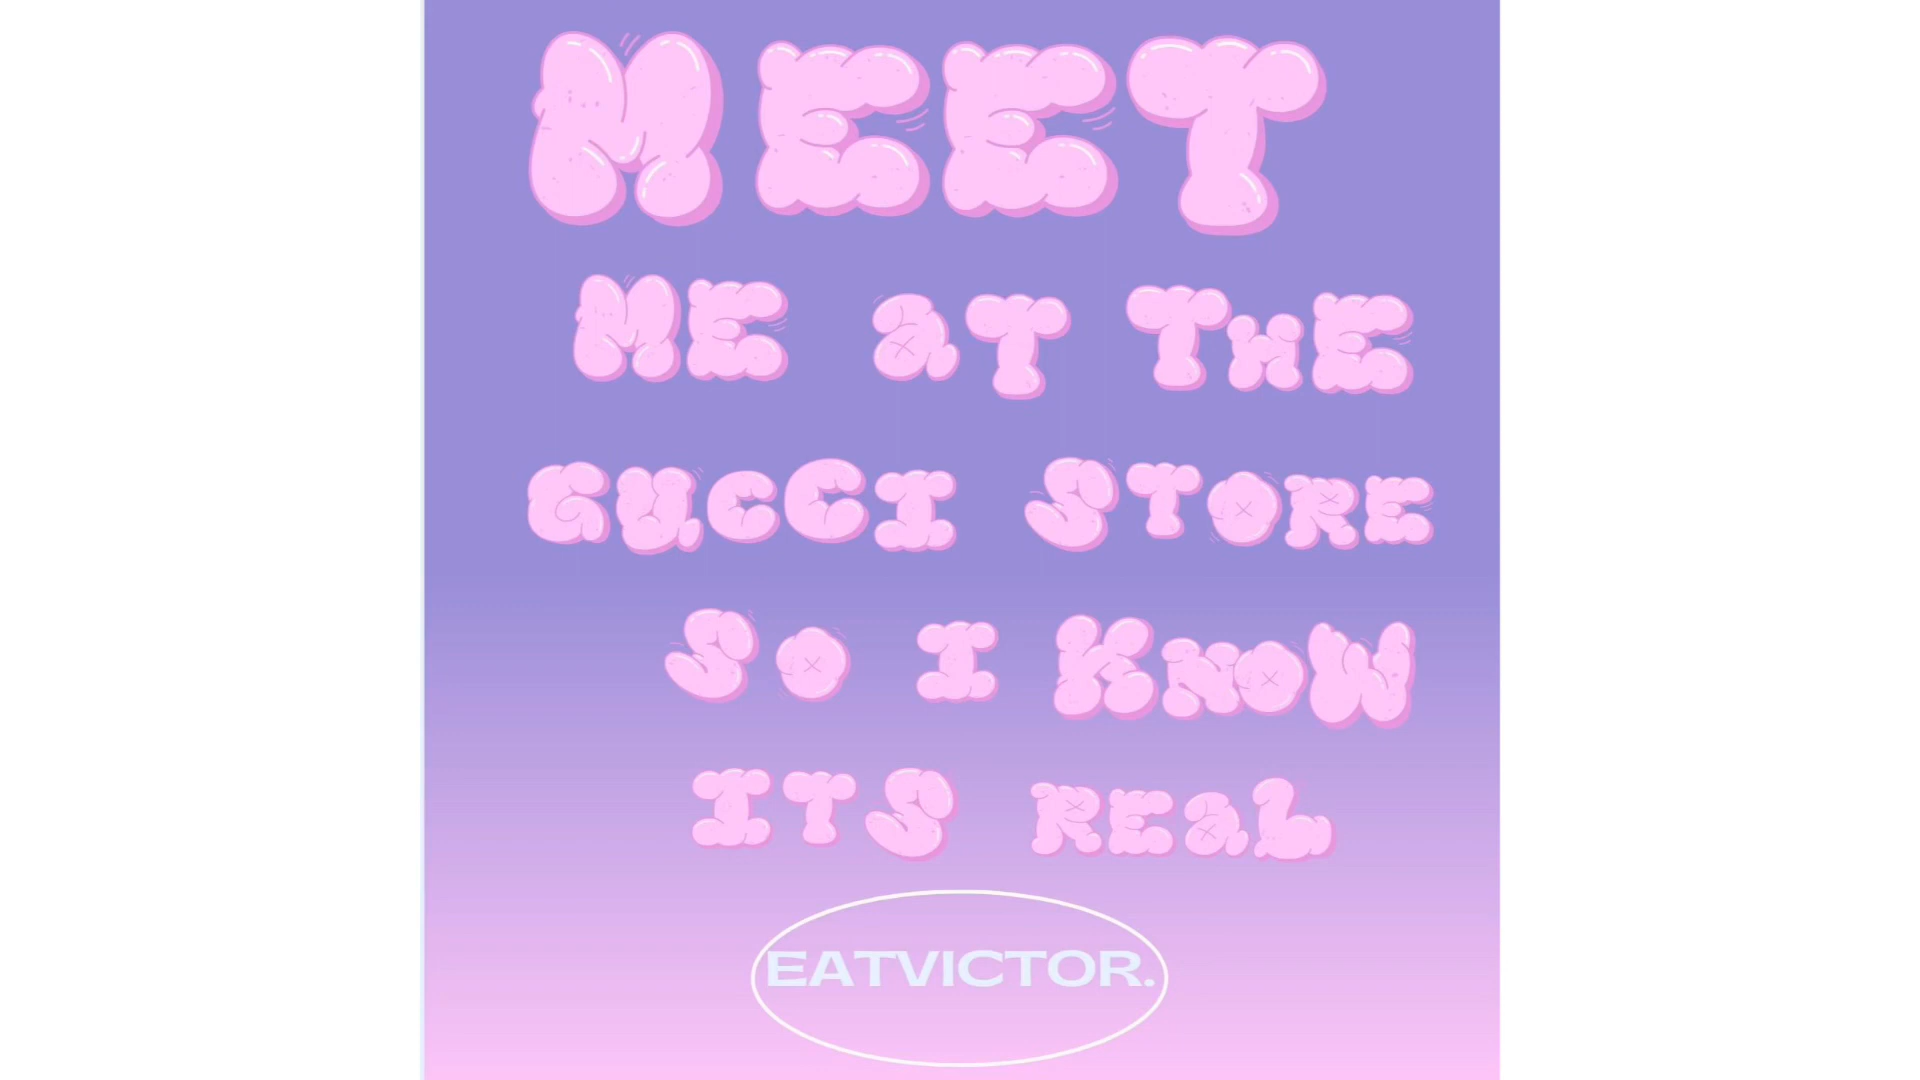 MEET
ME aT THE
GUCCI STORE
SO I KNOW
ITS REaL
EATVICTOR.